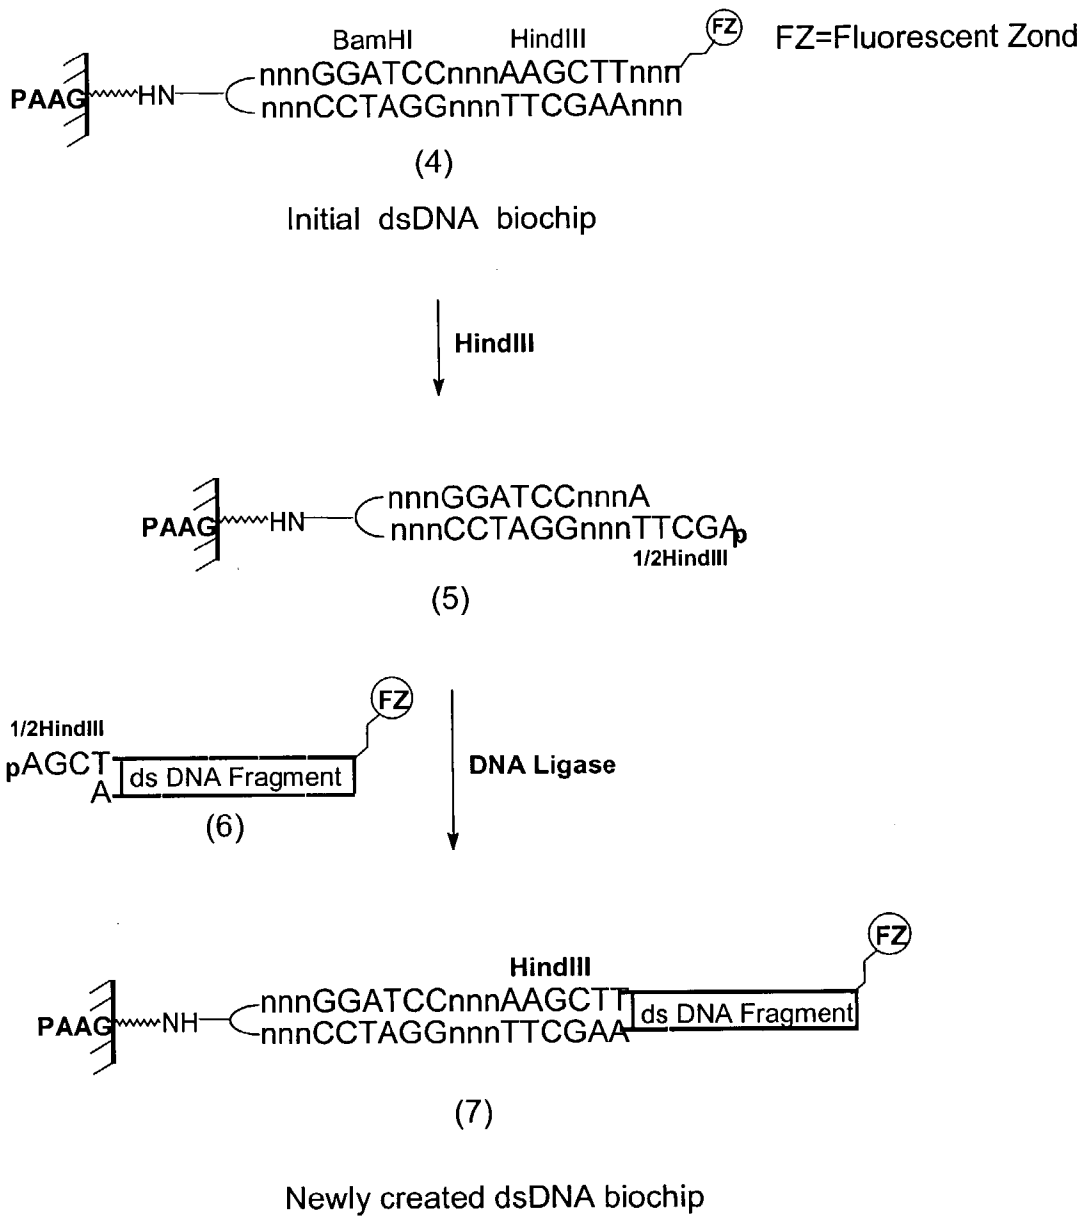 BamHI HindIII FZ FZ=Fluorescent Zond
nnnGGATCCnnnAAGCTTnnn
PAAG HN
nnnCCTAGGnnnTTCGAAnnn
(4)
Initial dsDNA biochip
HindIII
nnnGGATCCnnnA
PAAG HN
nnnCCTAGGnnnTTCGAp
1/2HindIII
(5)
FZ
1/2HindIII
pAGCT
ds DNA Fragment
A
(6)
DNA Ligase
FZ
HindIII
nnnGGATCCnnnAAGCTT
PAAG NH
ds DNA Fragment
nnnCCTAGGnnnTTCGAA
(7)
Newly created dsDNA biochip